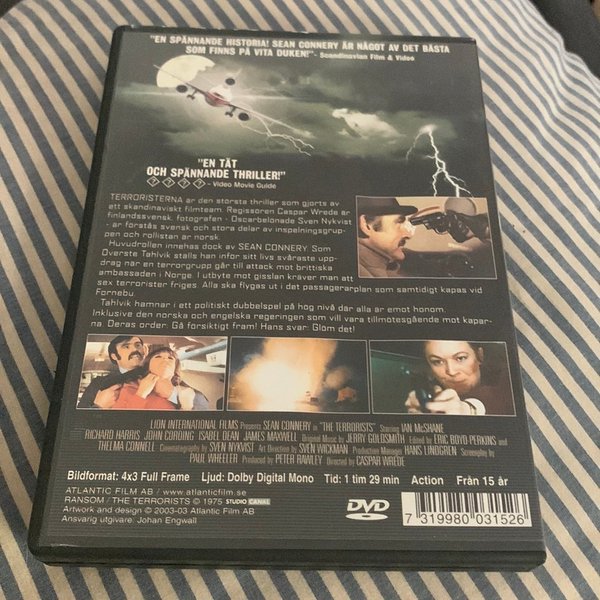 "EN SPÄNNANDE HISTORIA! SEAN CONNERY ÄR NÅGOT AV DET BÄSTA
SOM FINNS PÅ VITA DUKEN!" - Scandinavian Film & Video
"EN TÄT
OCH SPÄNNANDE THRILLER!"
- Video Movie Guide
TERRORISTERNA är den största thriller som gjorts av
ett skandinaviskt filmteam. Regissören Caspar Wrede är
finlandssvensk, fotografen - Oscarbelönade Sven Nykvist
- är förstås svensk och stora delar av inspelningsgrup-
pen och rollistan är norsk.
Huvudrollen innehas dock av SEAN CONNERY. Som
Överste Tahlvik ställs han inför sitt livs svåraste upp-
drag när en terrorgrupp går till attack mot brittiska
ambassaden i Norge. I utbyte mot gisslan kräver man att
sex terrorister friges. Alla ska flygas ut i det passagerarplan som samtidigt kapas vid
Fornebu.
Tahlvik hamnar i ett politiskt dubbelspel på hög nivå där alla är emot honom.
Inklusive den norska och engelska regeringen som vill vara tillmötesgående mot kapar-
na. Deras order: Gå försiktigt fram! Hans svar: Glöm det!
LION INTERNATIONAL FILMS Presents SEAN CONNERY in "THE TERRORISTS" Starring IAN McSHANE
RICHARD HARRIS JOHN CORDING ISABEL DEAN JAMES MAXWELL Original Music by JERRY GOLDSMITH Edited by ERIC BOYD-PERKINS and
THELMA CONNELL Cinematography by SVEN NYKVIST Art Direction by SVEN WICKMAN Production Manager HANS LINDGREN Screenplay by
PAUL WHEELER Produced by PETER RAWLEY Directed by CASPAR WREDE
Bildformat: 4x3 Full Frame Ljud: Dolby Digital Mono Tid: 1 tim 29 min Action Från 15 år
ATLANTIC FILM AB / www.atlanticfilm.se
RANSOM / THE TERRORISTS © 1975 STUDIO CANAL
Artwork and design © 2003-03 Atlantic Film AB
Ansvarig utgivare: Johan Engwall
DVD
7 319980 031526